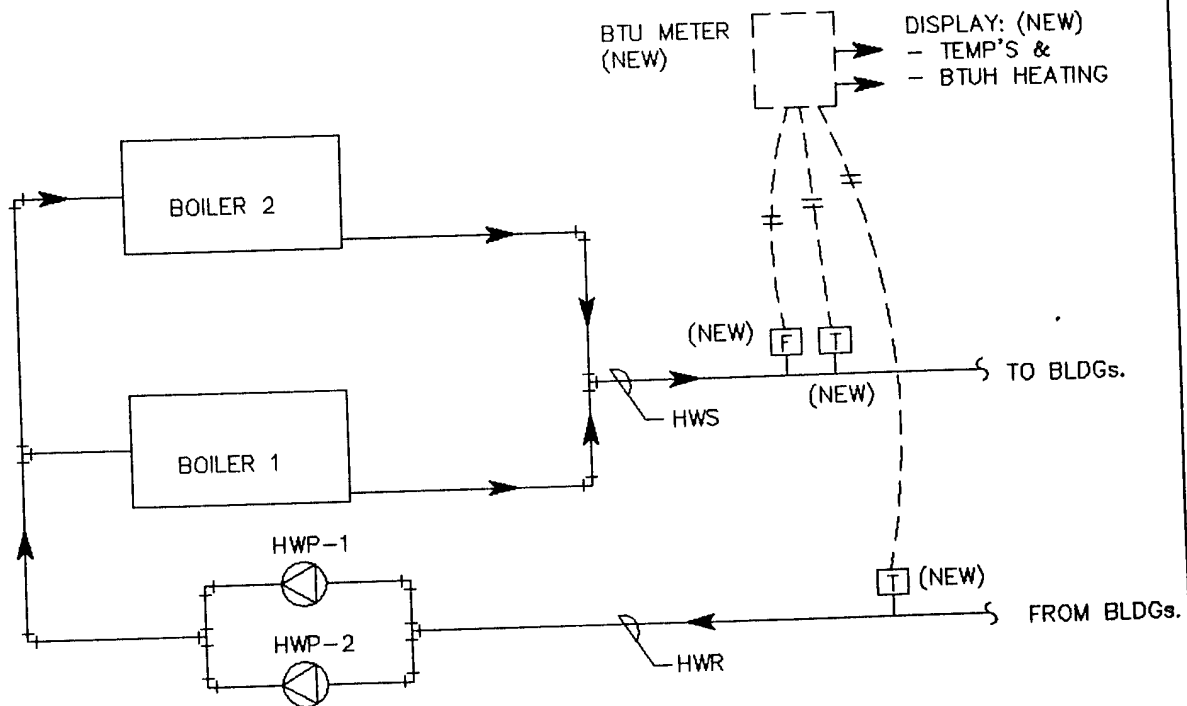 BTU METER
(NEW)
DISPLAY: (NEW)
- TEMP'S &
- BTUH HEATING
BOILER 2
(NEW)
F
T
(NEW)
TO BLDGs.
HWS
BOILER 1
HWP-1
T
(NEW)
FROM BLDGs.
HWP-2
HWR